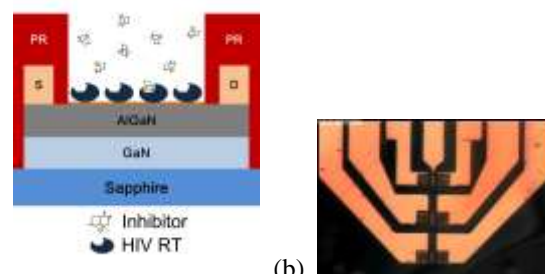 PR
PR
S
D
AlGaN
GaN
Sapphire
Inhibitor
HIV RT
(b)